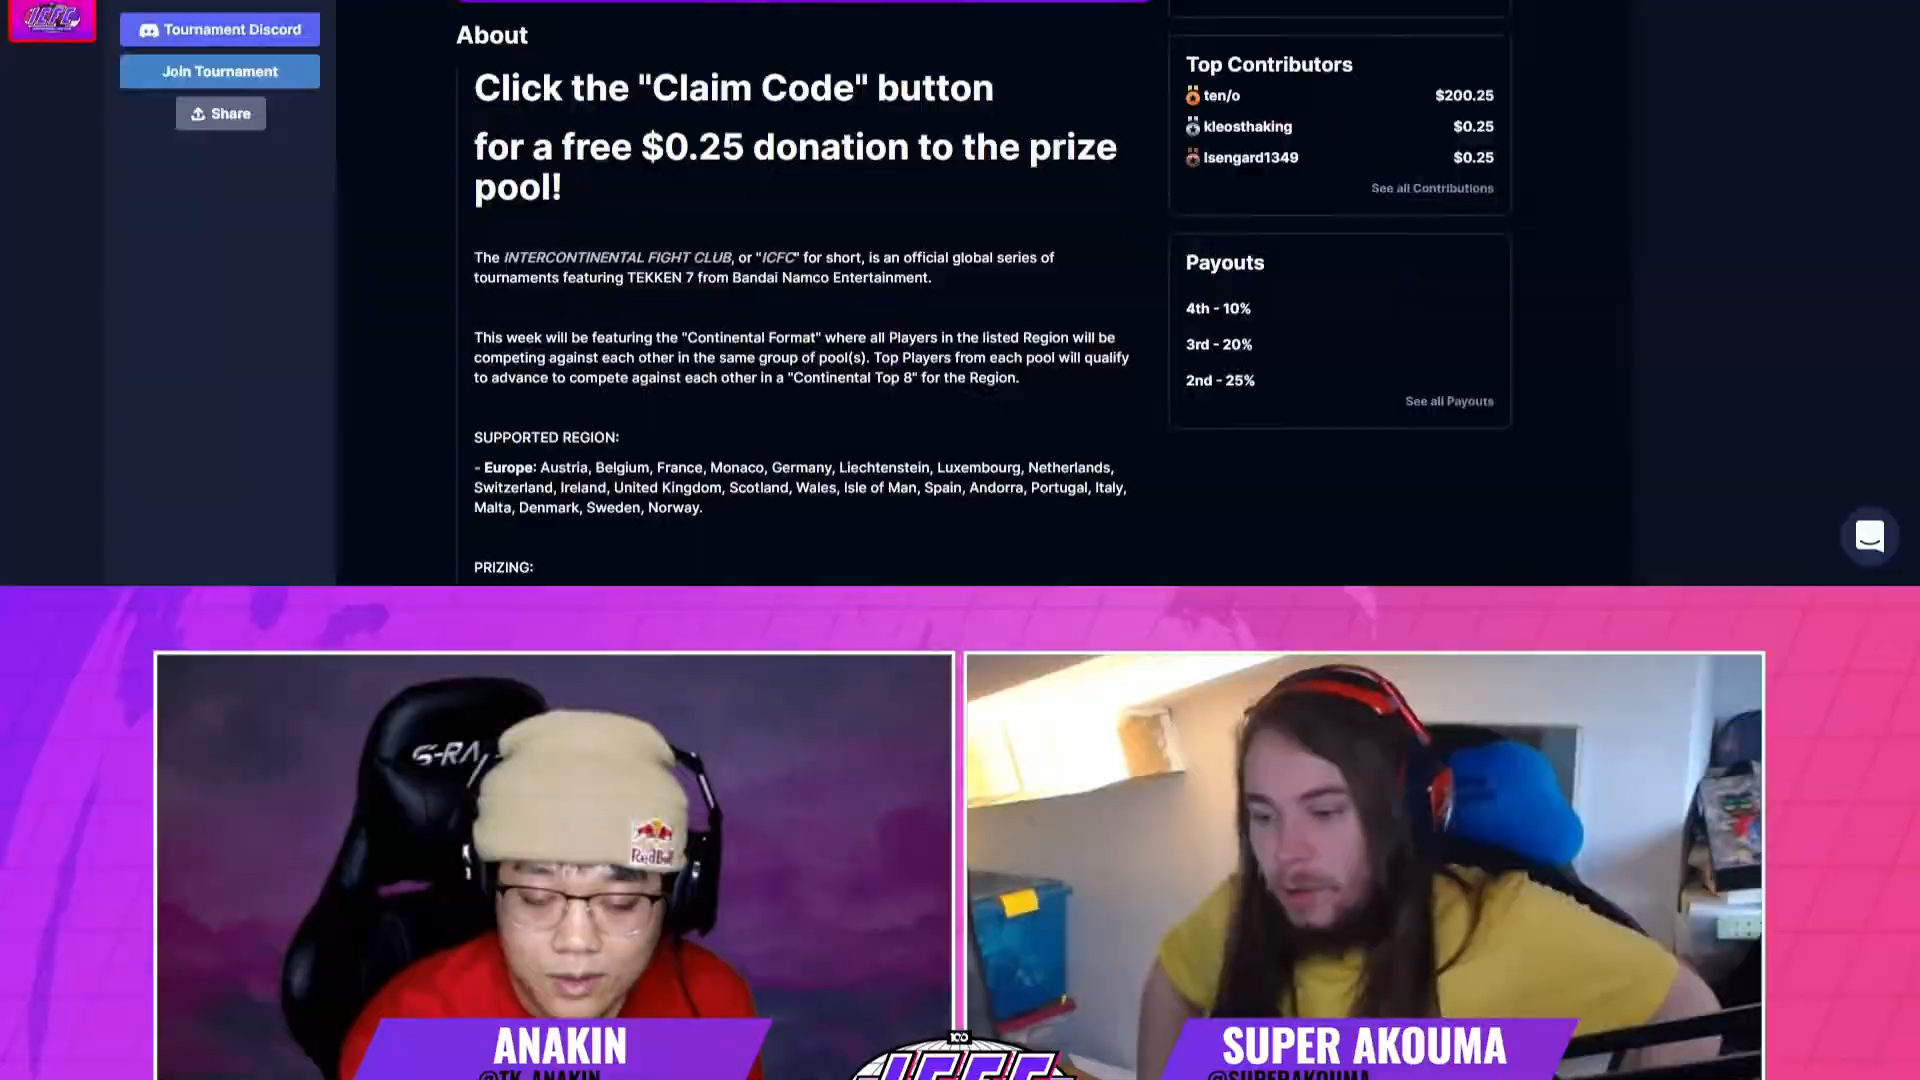 ICFC
Tournament Discord
Join Tournament
Share
About
Click the "Claim Code" button
for a free $0.25 donation to the prize
pool!
The INTERCONTINENTAL FIGHT CLUB, or "ICFC" for short, is an official global series of
tournaments featuring TEKKEN 7 from Bandai Namco Entertainment.
This week will be featuring the "Continental Format" where all Players in the listed Region will be
competing against each other in the same group of pool(s). Top Players from each pool will qualify
to advance to compete against each other in a "Continental Top 8" for the Region.
SUPPORTED REGION:
- Europe: Austria, Belgium, France, Monaco, Germany, Liechtenstein, Luxembourg, Netherlands,
Switzerland, Ireland, United Kingdom, Scotland, Wales, Isle of Man, Spain, Andorra, Portugal, Italy,
Malta, Denmark, Sweden, Norway.
PRIZING:
Top Contributors
ten/o $200.25
kleosthaking $0.25
Isengard1349 $0.25
See all Contributions
Payouts
4th - 10%
3rd - 20%
2nd - 25%
See all Payouts
S-RA
Red Bull
ANAKIN
@TK_ANAKIN
ICFC
SUPER AKOUMA
@SUPERAKOUMA